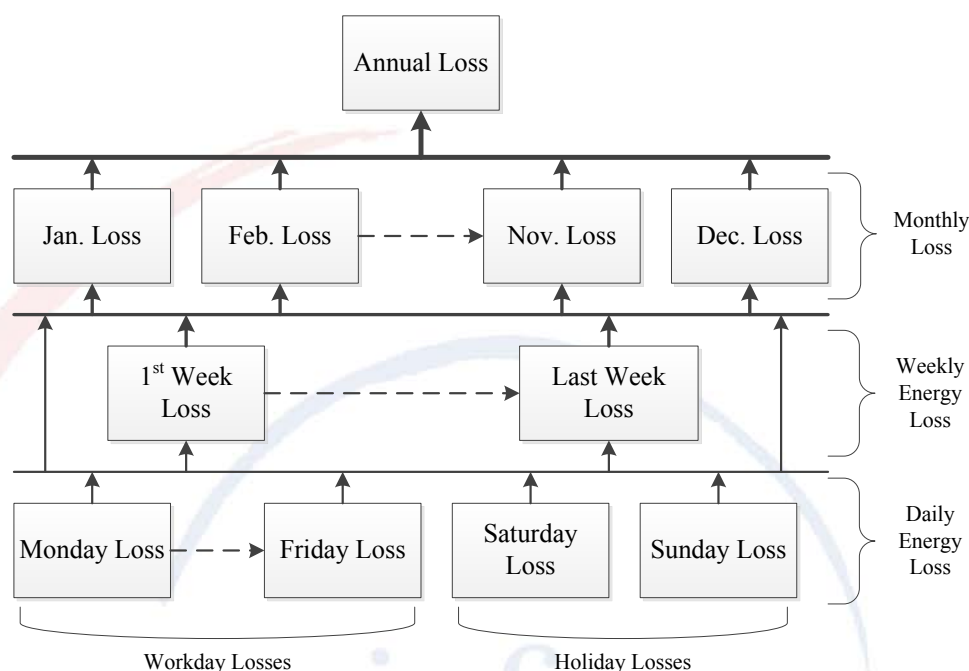 Annual Loss
Jan. Loss
Feb. Loss
Nov. Loss
Dec. Loss
Monthly
Loss
1st Week
Loss
Last Week
Loss
Weekly
Energy
Loss
Monday Loss
Friday Loss
Saturday
Loss
Sunday Loss
Daily
Energy
Loss
Workday Losses
Holiday Losses